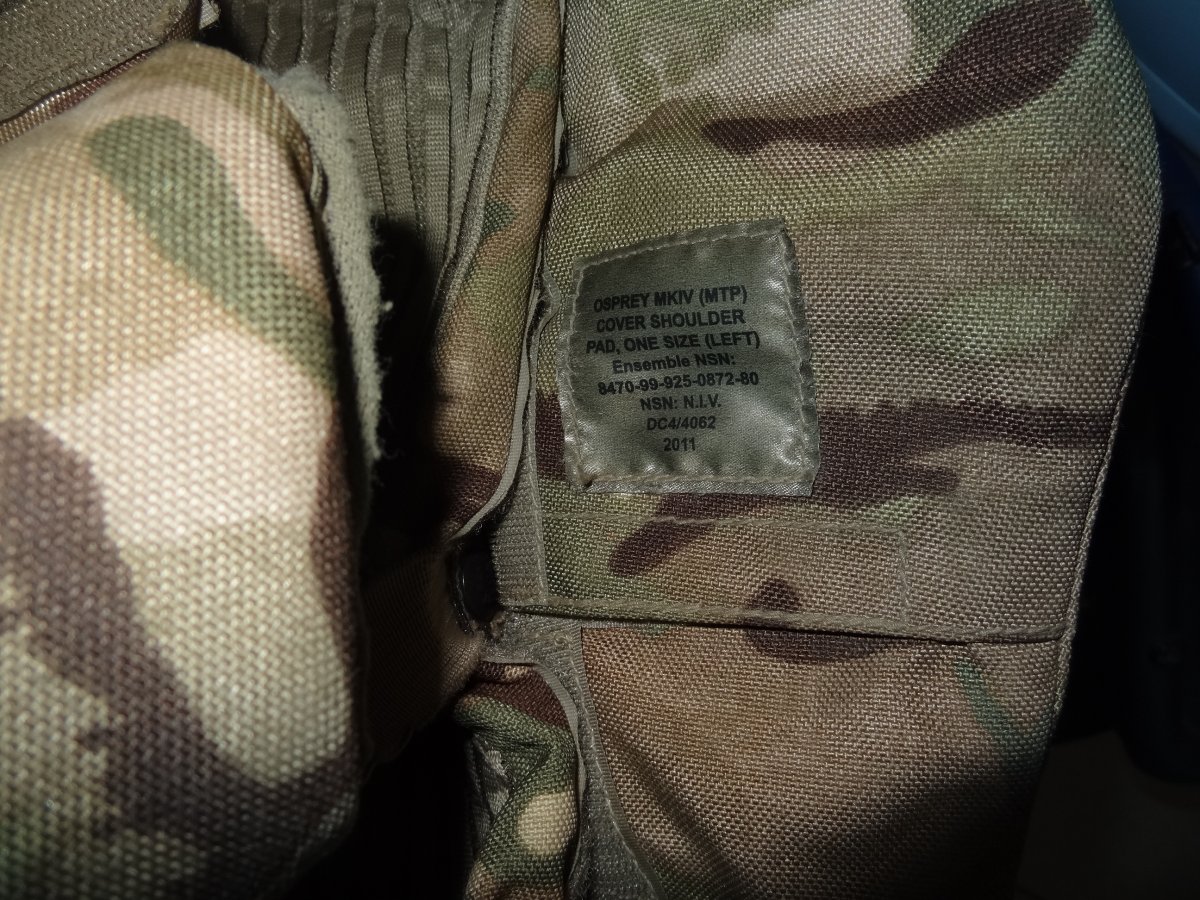 OSPREY MKIV (MTP)
COVER SHOULDER
PAD, ONE SIZE (LEFT)
Ensemble NSN:
8470-99-925-0872-80
NSN: N.I.V.
DC4/4062
2011